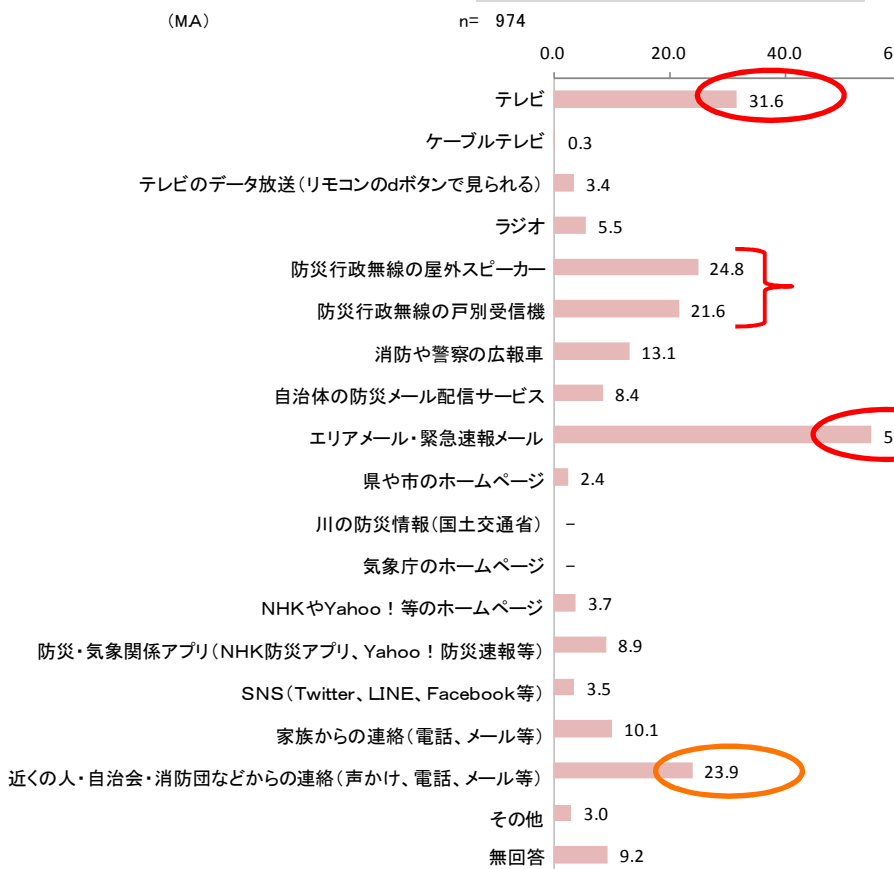 (M.A) n= 974
0.0 20.0 40.0 6
テレビ 31.6
ケーブルテレビ 0.3
テレビのデータ放送(リモコンのdボタンで見られる) 3.4
ラジオ 5.5
防災行政無線の屋外スピーカー 24.8
防災行政無線の戸別受信機 21.6
消防や警察の広報車 13.1
自治体の防災メール配信サービス 8.4
エリアメール・緊急速報メール 5
県や市のホームページ 2.4
川の防災情報(国土交通省) −
気象庁のホームページ −
NHKやYahoo！等のホームページ 3.7
防災・気象関係アプリ(NHK防災アプリ、Yahoo！防災速報等) 8.9
SNS(Twitter、LINE、Facebook等) 3.5
家族からの連絡(電話、メール等) 10.1
近くの人・自治会・消防団などからの連絡(声かけ、電話、メール等) 23.9
その他 3.0
無回答 9.2